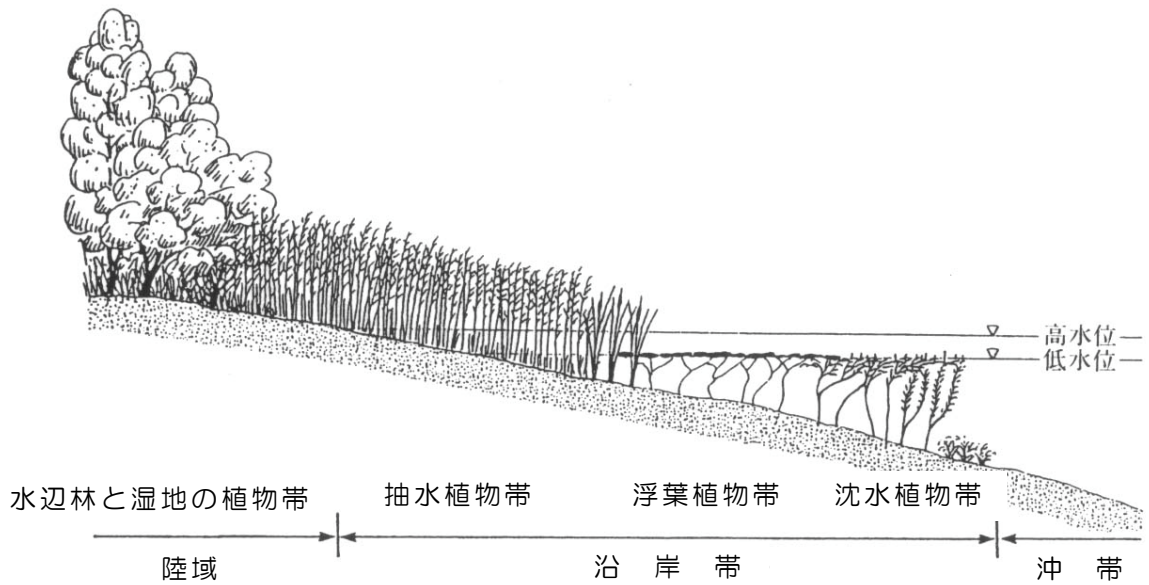 高水位
低水位
水辺林と湿地の植物帯
抽水植物帯
浮葉植物帯
沈水植物帯
陸域
沿岸帯
沖帯